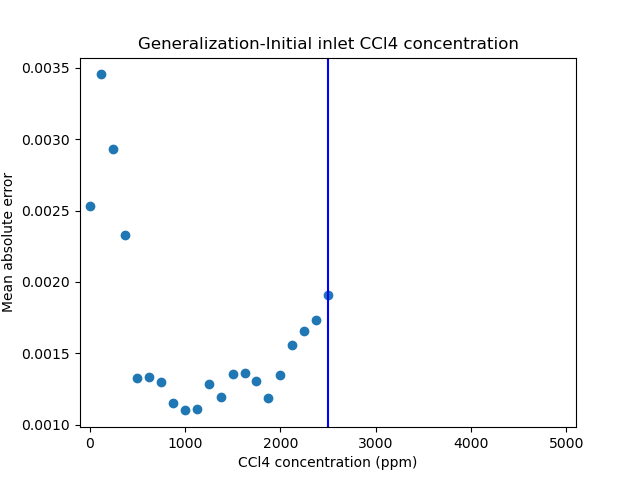 Generalization-Initial inlet CCl4 concentration
0.0035
0.0030
0.0025
0.0020
0.0015
0.0010
Mean absolute error
0 1000 2000 3000 4000 5000
CCl4 concentration (ppm)